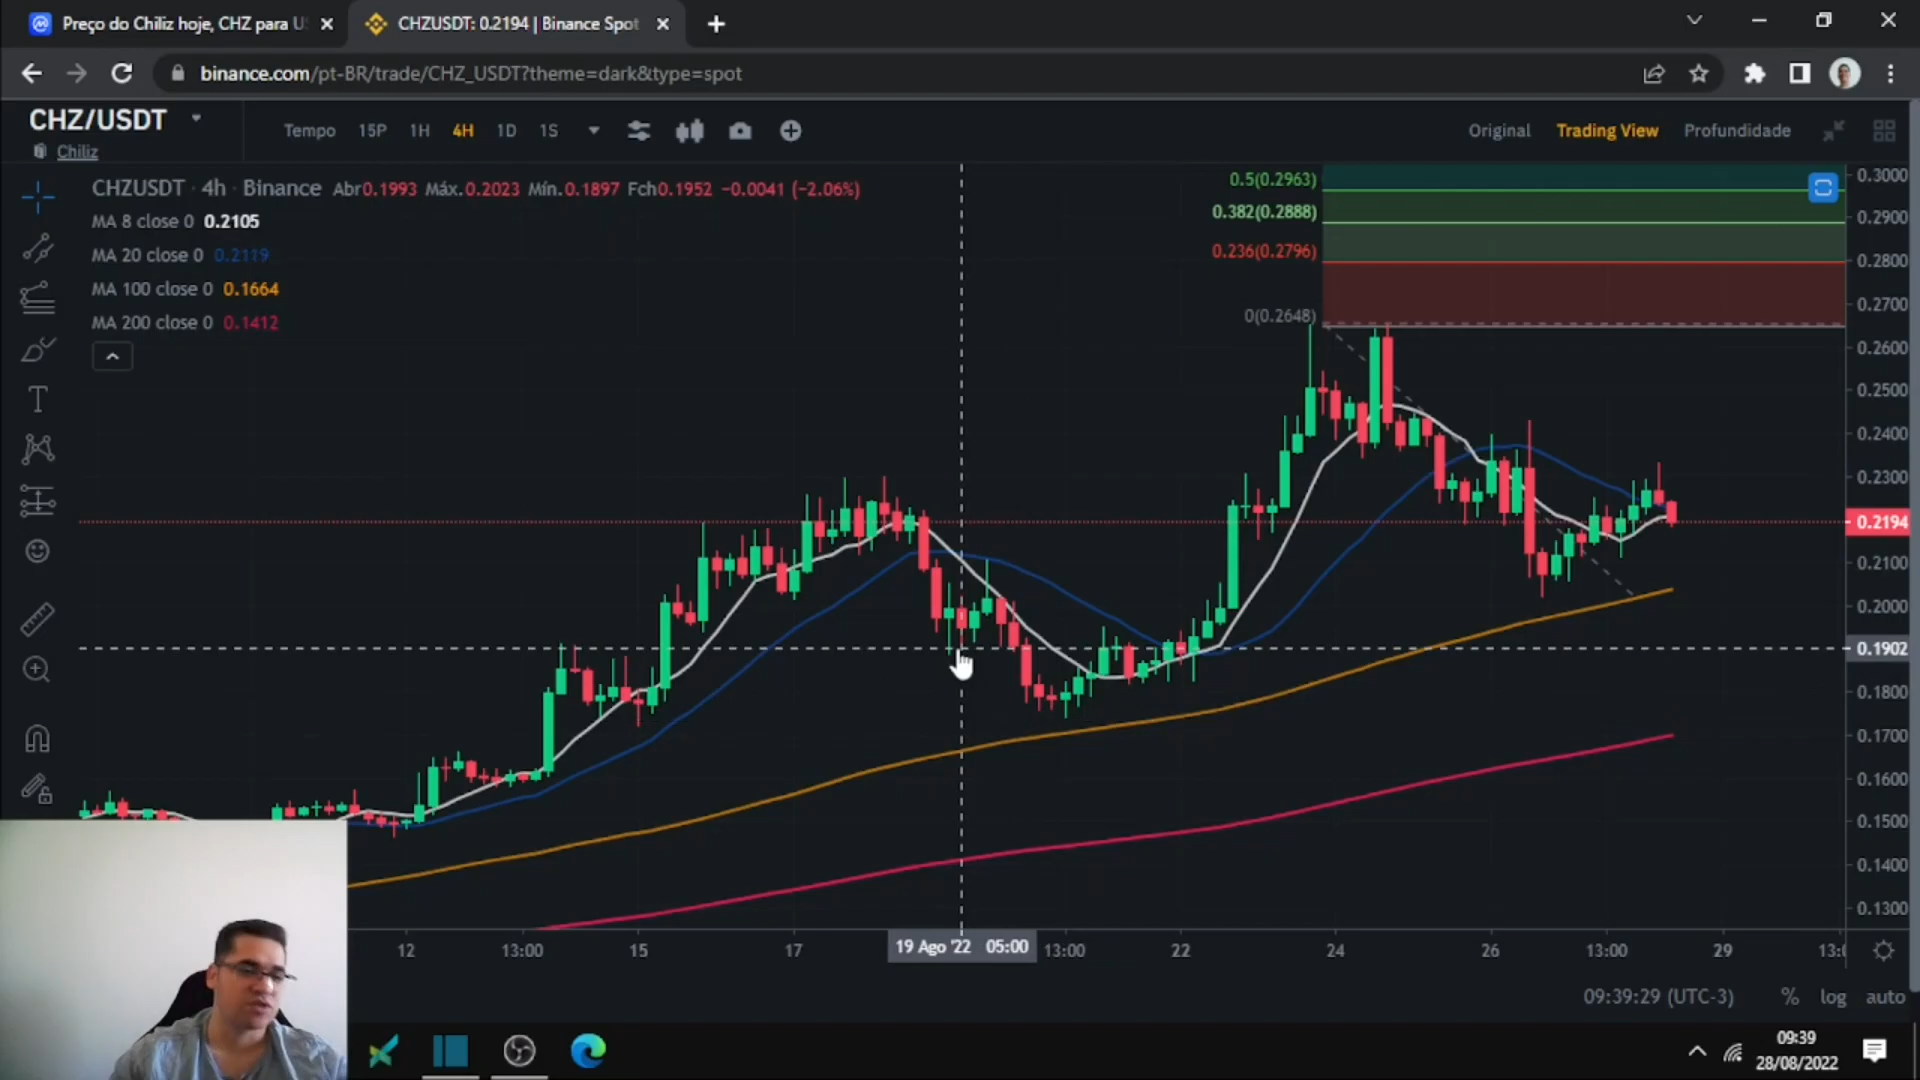 Preço do Chiliz hoje, CHZ para U
CHZUSDT: 0.2194 | Binance Spot
binance.com/pt-BR/trade/CHZ_USDT?theme=dark&type=spot
CHZ/USDT
Chiliz
Tempo 15P 1H 4H 1D 1S
Original Trading View Profundidade
CHZUSDT · 4h · Binance Abr0.1993 Máx.0.2023 Mín.0.1897 Fch0.1952 −0.0041 (−2.06%)
MA 8 close 0 0.2105
MA 20 close 0 0.2119
MA 100 close 0 0.1664
MA 200 close 0 0.1412
0.5(0.2963)
0.382(0.2888)
0.236(0.2796)
0(0.2648)
0.3000
0.2900
0.2800
0.2700
0.2600
0.2500
0.2400
0.2300
0.2194
0.2100
0.2000
0.1902
0.1800
0.1700
0.1600
0.1500
0.1400
0.1300
12 13:00 15 17 19 Ago '22 05:00 13:00 22 24 26 13:00 29
09:39:29 (UTC-3) % log auto
09:39
28/08/2022